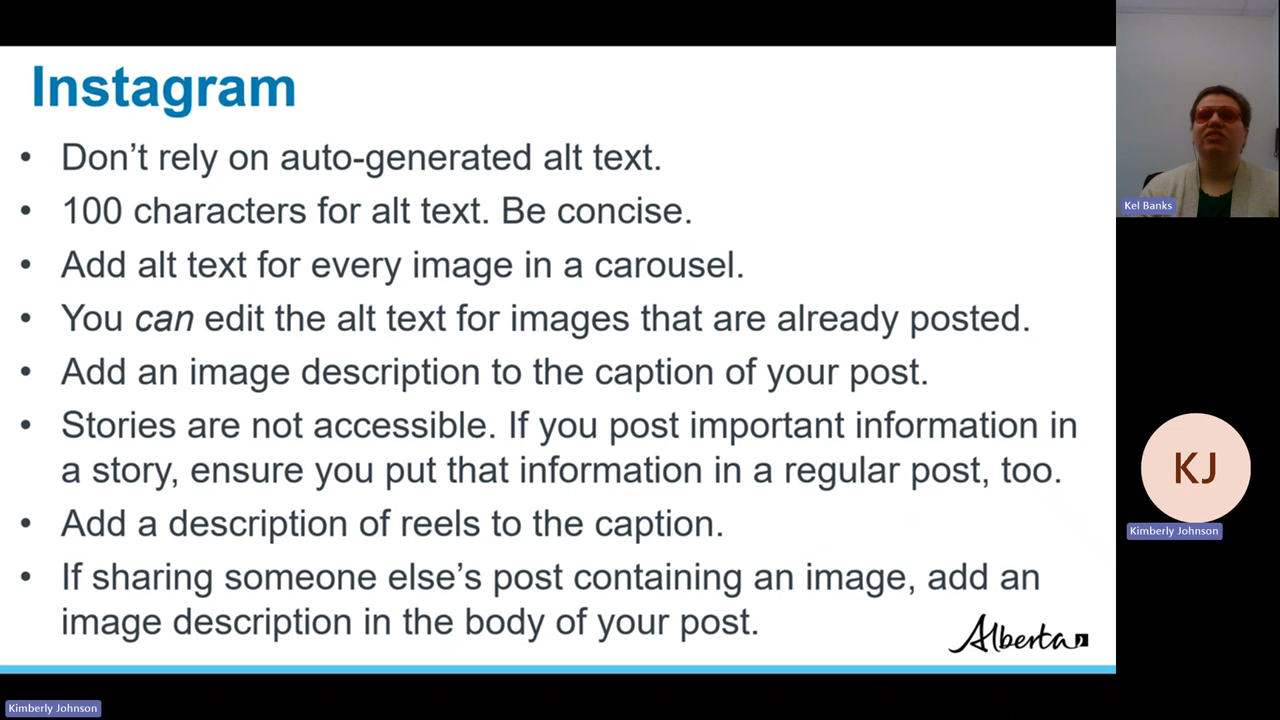 Instagram
• Don’t rely on auto-generated alt text.
• 100 characters for alt text. Be concise.
• Add alt text for every image in a carousel.
• You can edit the alt text for images that are already posted.
• Add an image description to the caption of your post.
• Stories are not accessible. If you post important information in
a story, ensure you put that information in a regular post, too.
• Add a description of reels to the caption.
• If sharing someone else’s post containing an image, add an
image description in the body of your post.
Alberta
Kel Banks
KJ
Kimberly Johnson
Kimberly Johnson